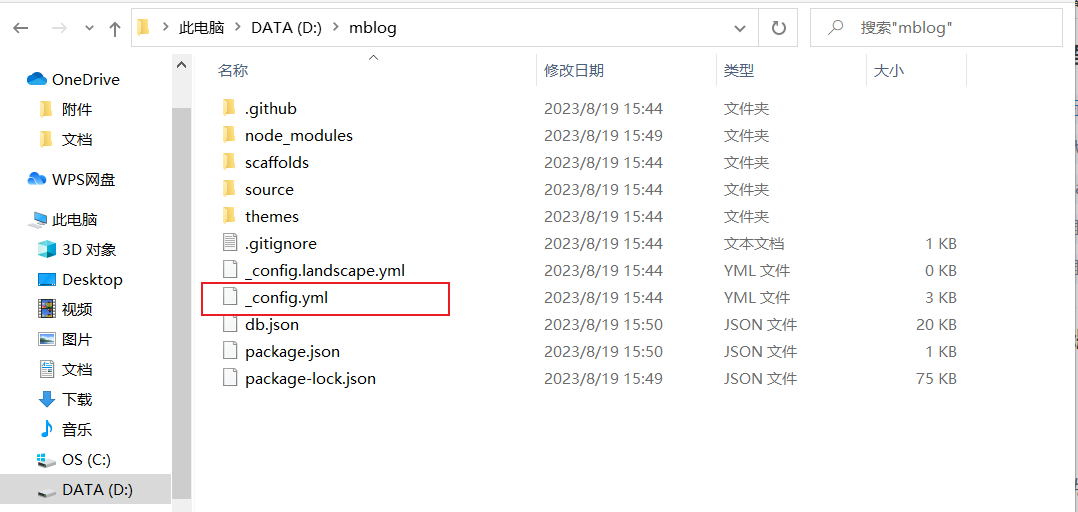 此电脑 DATA (D:) mblog 搜索"mblog"
OneDrive
附件
文档
WPS网盘
此电脑
3D 对象
Desktop
视频
图片
文档
下载
音乐
OS (C:)
DATA (D:)
名称 修改日期 类型 大小
.github 2023/8/19 15:44 文件夹
node_modules 2023/8/19 15:49 文件夹
scaffolds 2023/8/19 15:44 文件夹
source 2023/8/19 15:44 文件夹
themes 2023/8/19 15:44 文件夹
.gitignore 2023/8/19 15:44 文本文档 1 KB
_config.landscape.yml 2023/8/19 15:44 YML 文件 0 KB
_config.yml 2023/8/19 15:44 YML 文件 3 KB
db.json 2023/8/19 15:50 JSON 文件 20 KB
package.json 2023/8/19 15:50 JSON 文件 1 KB
package-lock.json 2023/8/19 15:49 JSON 文件 75 KB